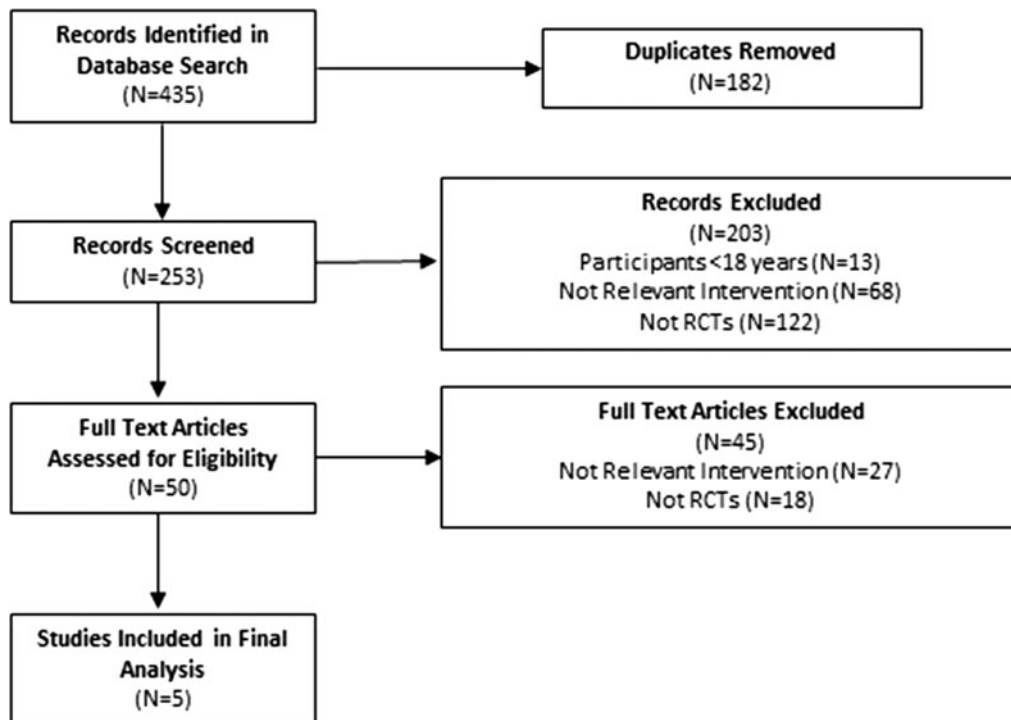 Records Identified in
Database Search
(N=435)
Duplicates Removed
(N=182)
Records Screened
(N=253)
Records Excluded
(N=203)
Participants <18 years (N=13)
Not Relevant Intervention (N=68)
Not RCTs (N=122)
Full Text Articles
Assessed for Eligibility
(N=50)
Full Text Articles Excluded
(N=45)
Not Relevant Intervention (N=27)
Not RCTs (N=18)
Studies Included in Final
Analysis
(N=5)